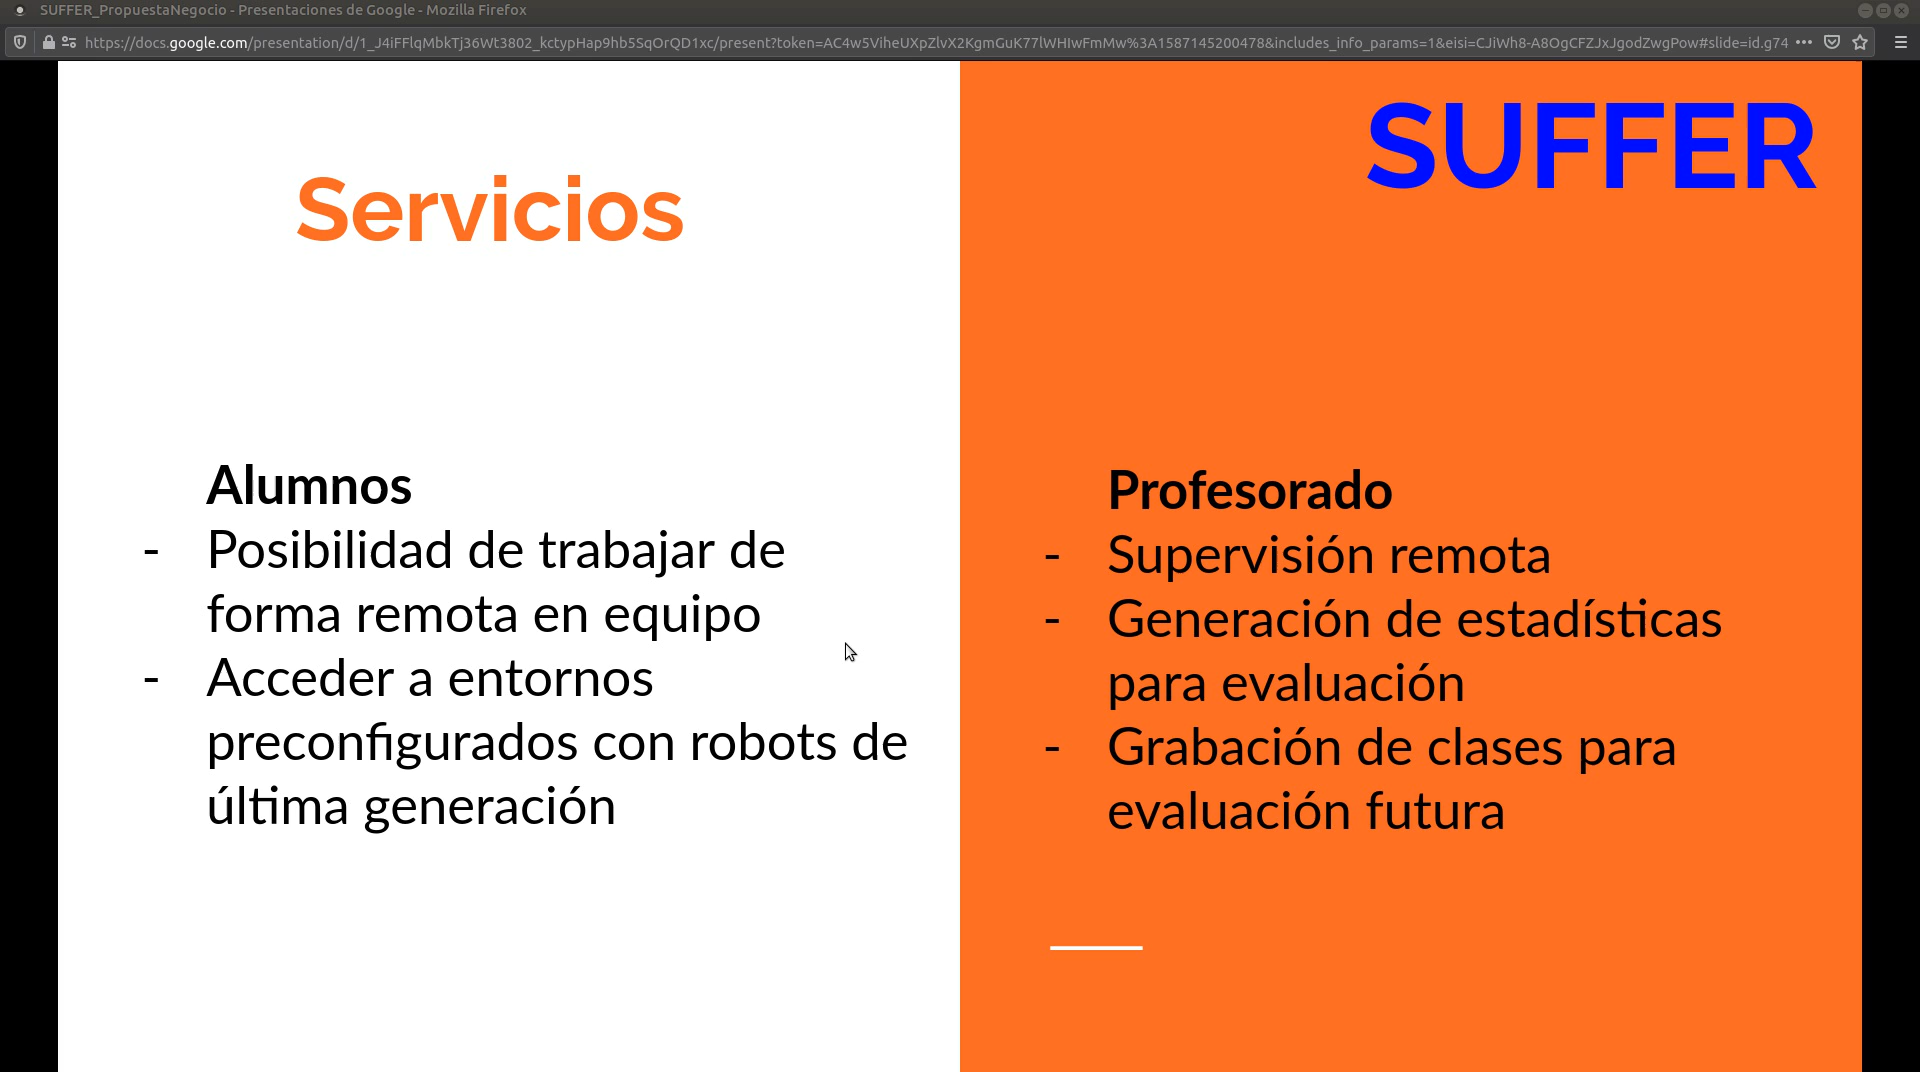 SUFFER_PropuestaNegocio - Presentaciones de Google - Mozilla Firefox
https://docs.google.com/presentation/d/1_J4iFFlqMbkTj36Wt3802_kctypHap9hb5SqOrQD1xc/present?token=AC4w5ViheUXpZlvX2KgmGuK77lWHIwFmMw%3A1587145200478&includes_info_params=1&eisi=CJiWh8-A8OgCFZJxJgodZwgPow#slide=id.g74
Servicios
Alumnos
- Posibilidad de trabajar de
forma remota en equipo
- Acceder a entornos
preconfigurados con robots de
última generación
SUFFER
Profesorado
- Supervisión remota
- Generación de estadísticas
para evaluación
- Grabación de clases para
evaluación futura